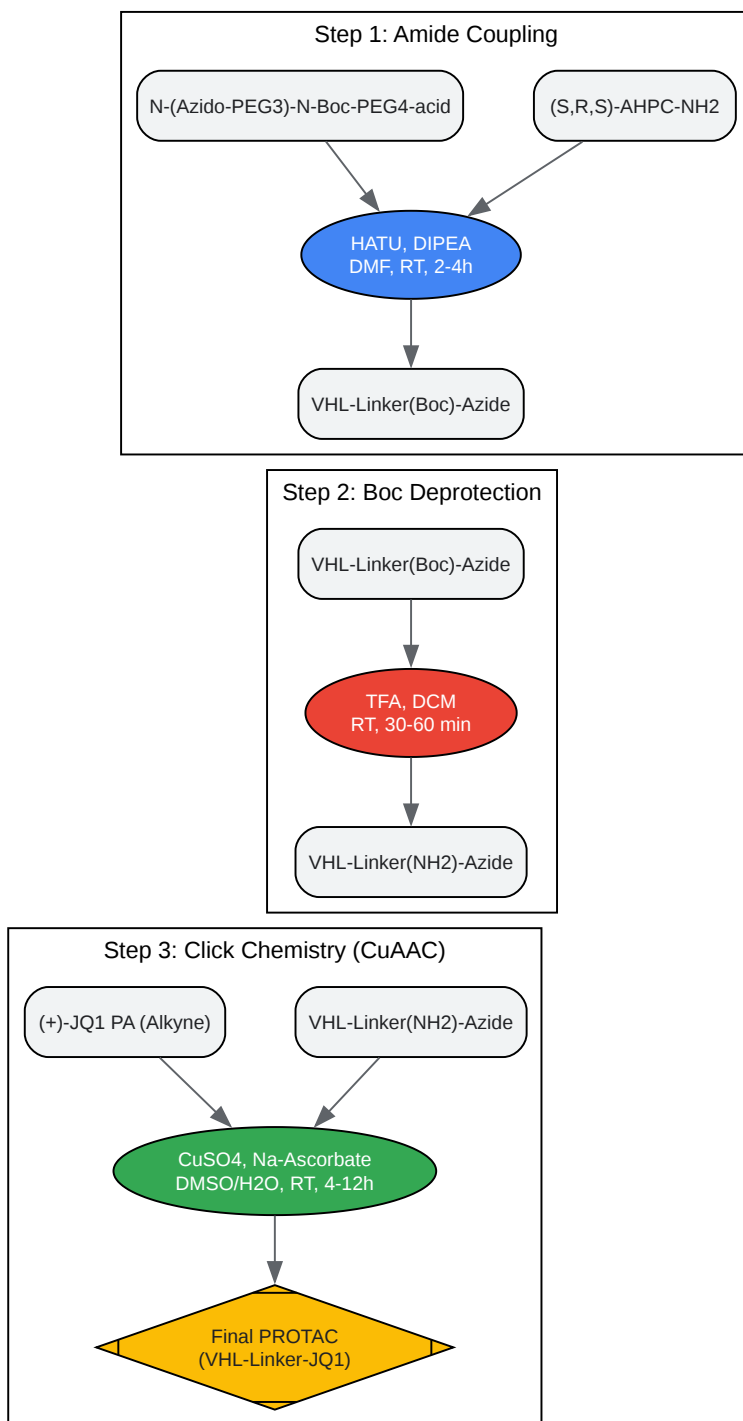 Step 1: Amide Coupling
N-(Azido-PEG3)-N-Boc-PEG4-acid
(S,R,S)-AHPC-NH2
HATU, DIPEA
DMF, RT, 2-4h
VHL-Linker(Boc)-Azide
Step 2: Boc Deprotection
VHL-Linker(Boc)-Azide
TFA, DCM
RT, 30-60 min
VHL-Linker(NH2)-Azide
Step 3: Click Chemistry (CuAAC)
(+)-JQ1 PA (Alkyne)
VHL-Linker(NH2)-Azide
CuSO4, Na-Ascorbate
DMSO/H2O, RT, 4-12h
Final PROTAC
(VHL-Linker-JQ1)